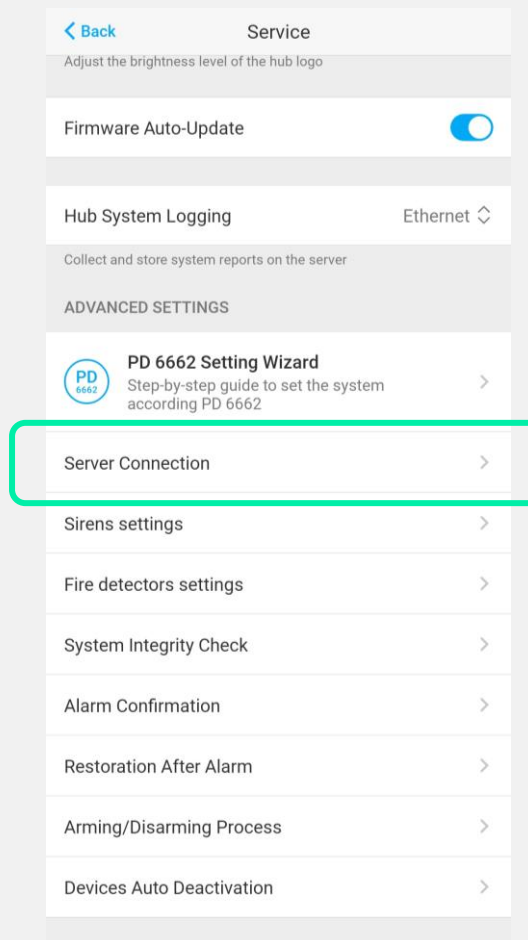 Back
Service
Adjust the brightness level of the hub logo
Firmware Auto-Update
Hub System Logging
Ethernet
Collect and store system reports on the server
ADVANCED SETTINGS
PD
6662
PD 6662 Setting Wizard
Step-by-step guide to set the system
according PD 6662
Server Connection
Sirens settings
Fire detectors settings
System Integrity Check
Alarm Confirmation
Restoration After Alarm
Arming/Disarming Process
Devices Auto Deactivation